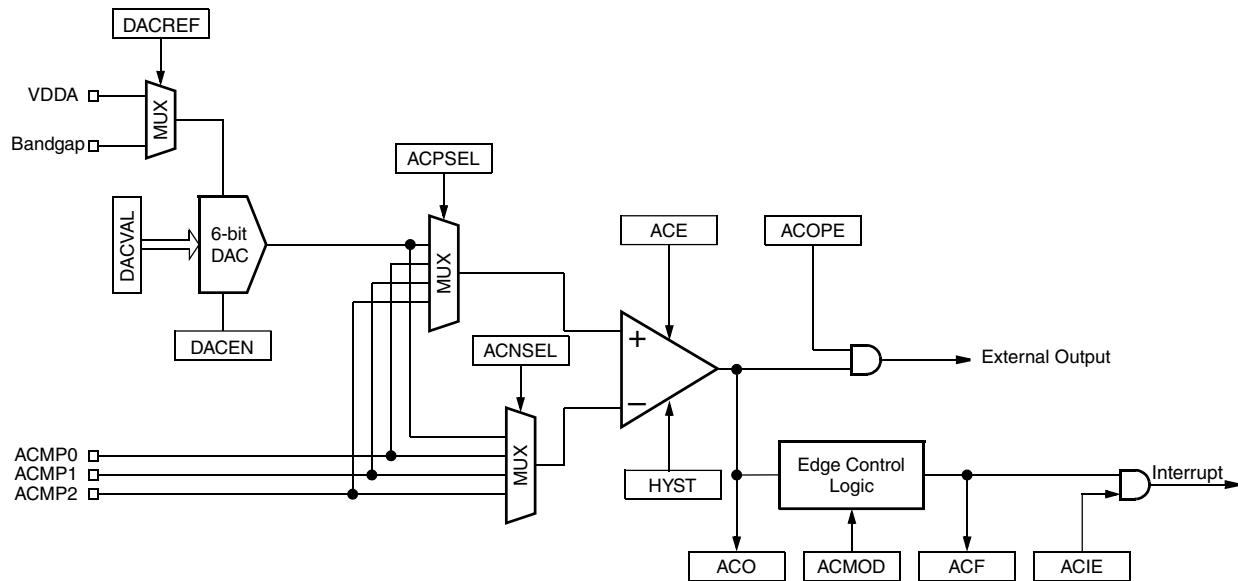 DACREF
VDDA
MUX
Bandgap
ACPSEL
DACVAL
6-bit
DAC
MUX
ACE
ACOPE
DACEN
ACNSEL
+
−
External Output
MUX
ACMP0
ACMP1
ACMP2
HYST
Edge Control
Logic
Interrupt
ACO
ACMOD
ACF
ACIE